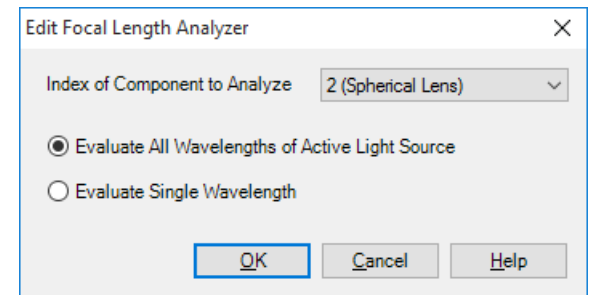 Edit Focal Length Analyzer
Index of Component to Analyze 2 (Spherical Lens)
Evaluate All Wavelengths of Active Light Source
Evaluate Single Wavelength
OK Cancel Help